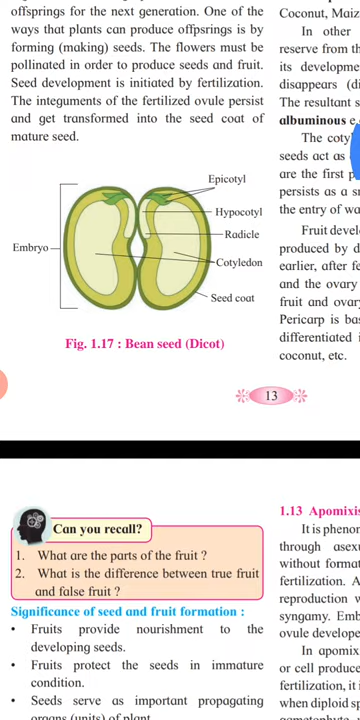 offsprings for the next generation. One of the
ways that plants can produce offpsrings is by
forming (making) seeds. The flowers must be
pollinated in order to produce seeds and fruit.
Seed development is initiated by fertilization.
The integuments of the fertilized ovule persist
and get transformed into the seed coat of
mature seed.
Epicotyl
Hypocotyl
Radicle
Embryo
Cotyledon
Seed coat
Fig. 1.17 : Bean seed (Dicot)
Coconut, Maiz
In other
reserve from th
its developme
disappears (di
The resultant s
albuminous e
The coty
seeds act as
are the first p
persists as a s
the entry of wa
Fruit devel
produced by d
earlier, after fe
and the ovary
fruit and ovary
Pericarp is bas
differentiated i
coconut, etc.
13
Can you recall?
1. What are the parts of the fruit ?
2. What is the difference between true fruit
and false fruit ?
Significance of seed and fruit formation :
• Fruits provide nourishment to the
developing seeds.
• Fruits protect the seeds in immature
condition.
• Seeds serve as important propagating
organs (units) of plant.
1.13 Apomixis
It is phenom
through asexu
without format
fertilization. A
reproduction w
syngamy. Emb
ovule develope
In apomix
or cell produce
fertilization, it i
when diploid s
gametophyte